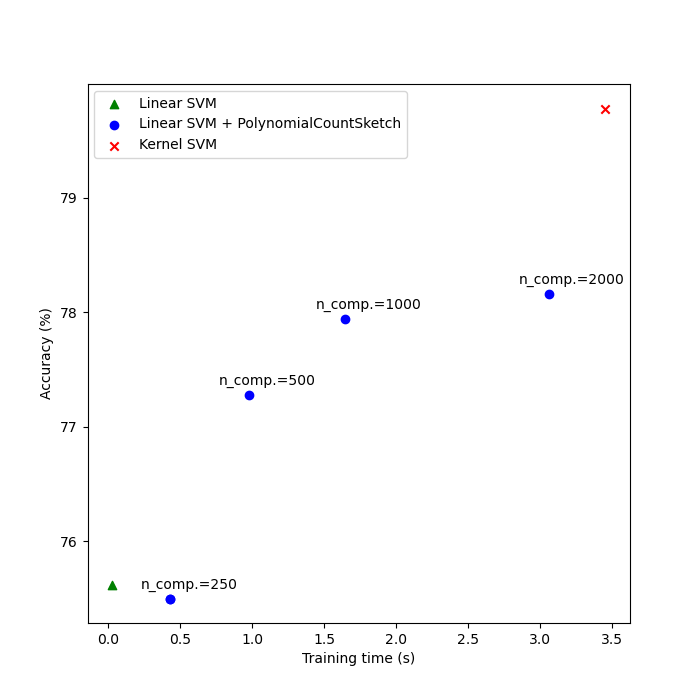 Linear SVM
Linear SVM + PolynomialCountSketch
Kernel SVM
79
78
77
76
Accuracy (%)
n_comp.=2000
n_comp.=1000
n_comp.=500
n_comp.=250
0.0 0.5 1.0 1.5 2.0 2.5 3.0 3.5
Training time (s)